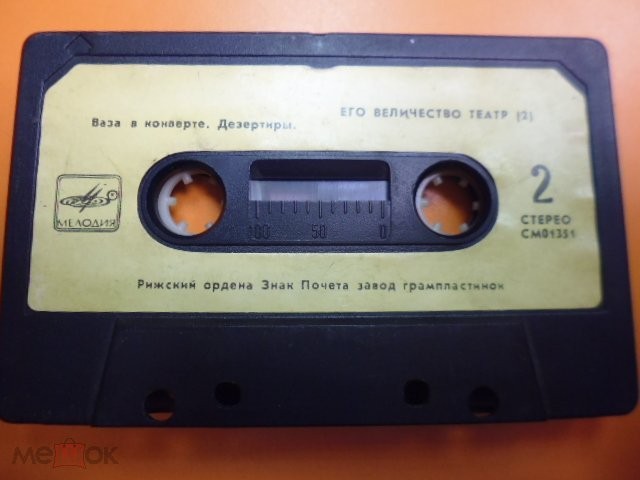 ЕГО ВЕЛИЧЕСТВО ТЕАТР (2)
Ваза в конверте. Дезертиры.
2
СТЕРЕО
СМ01351
МЕЛОДИЯ
100 50 0
Рижский ордена Знак Почета завод грампластинок
мешок